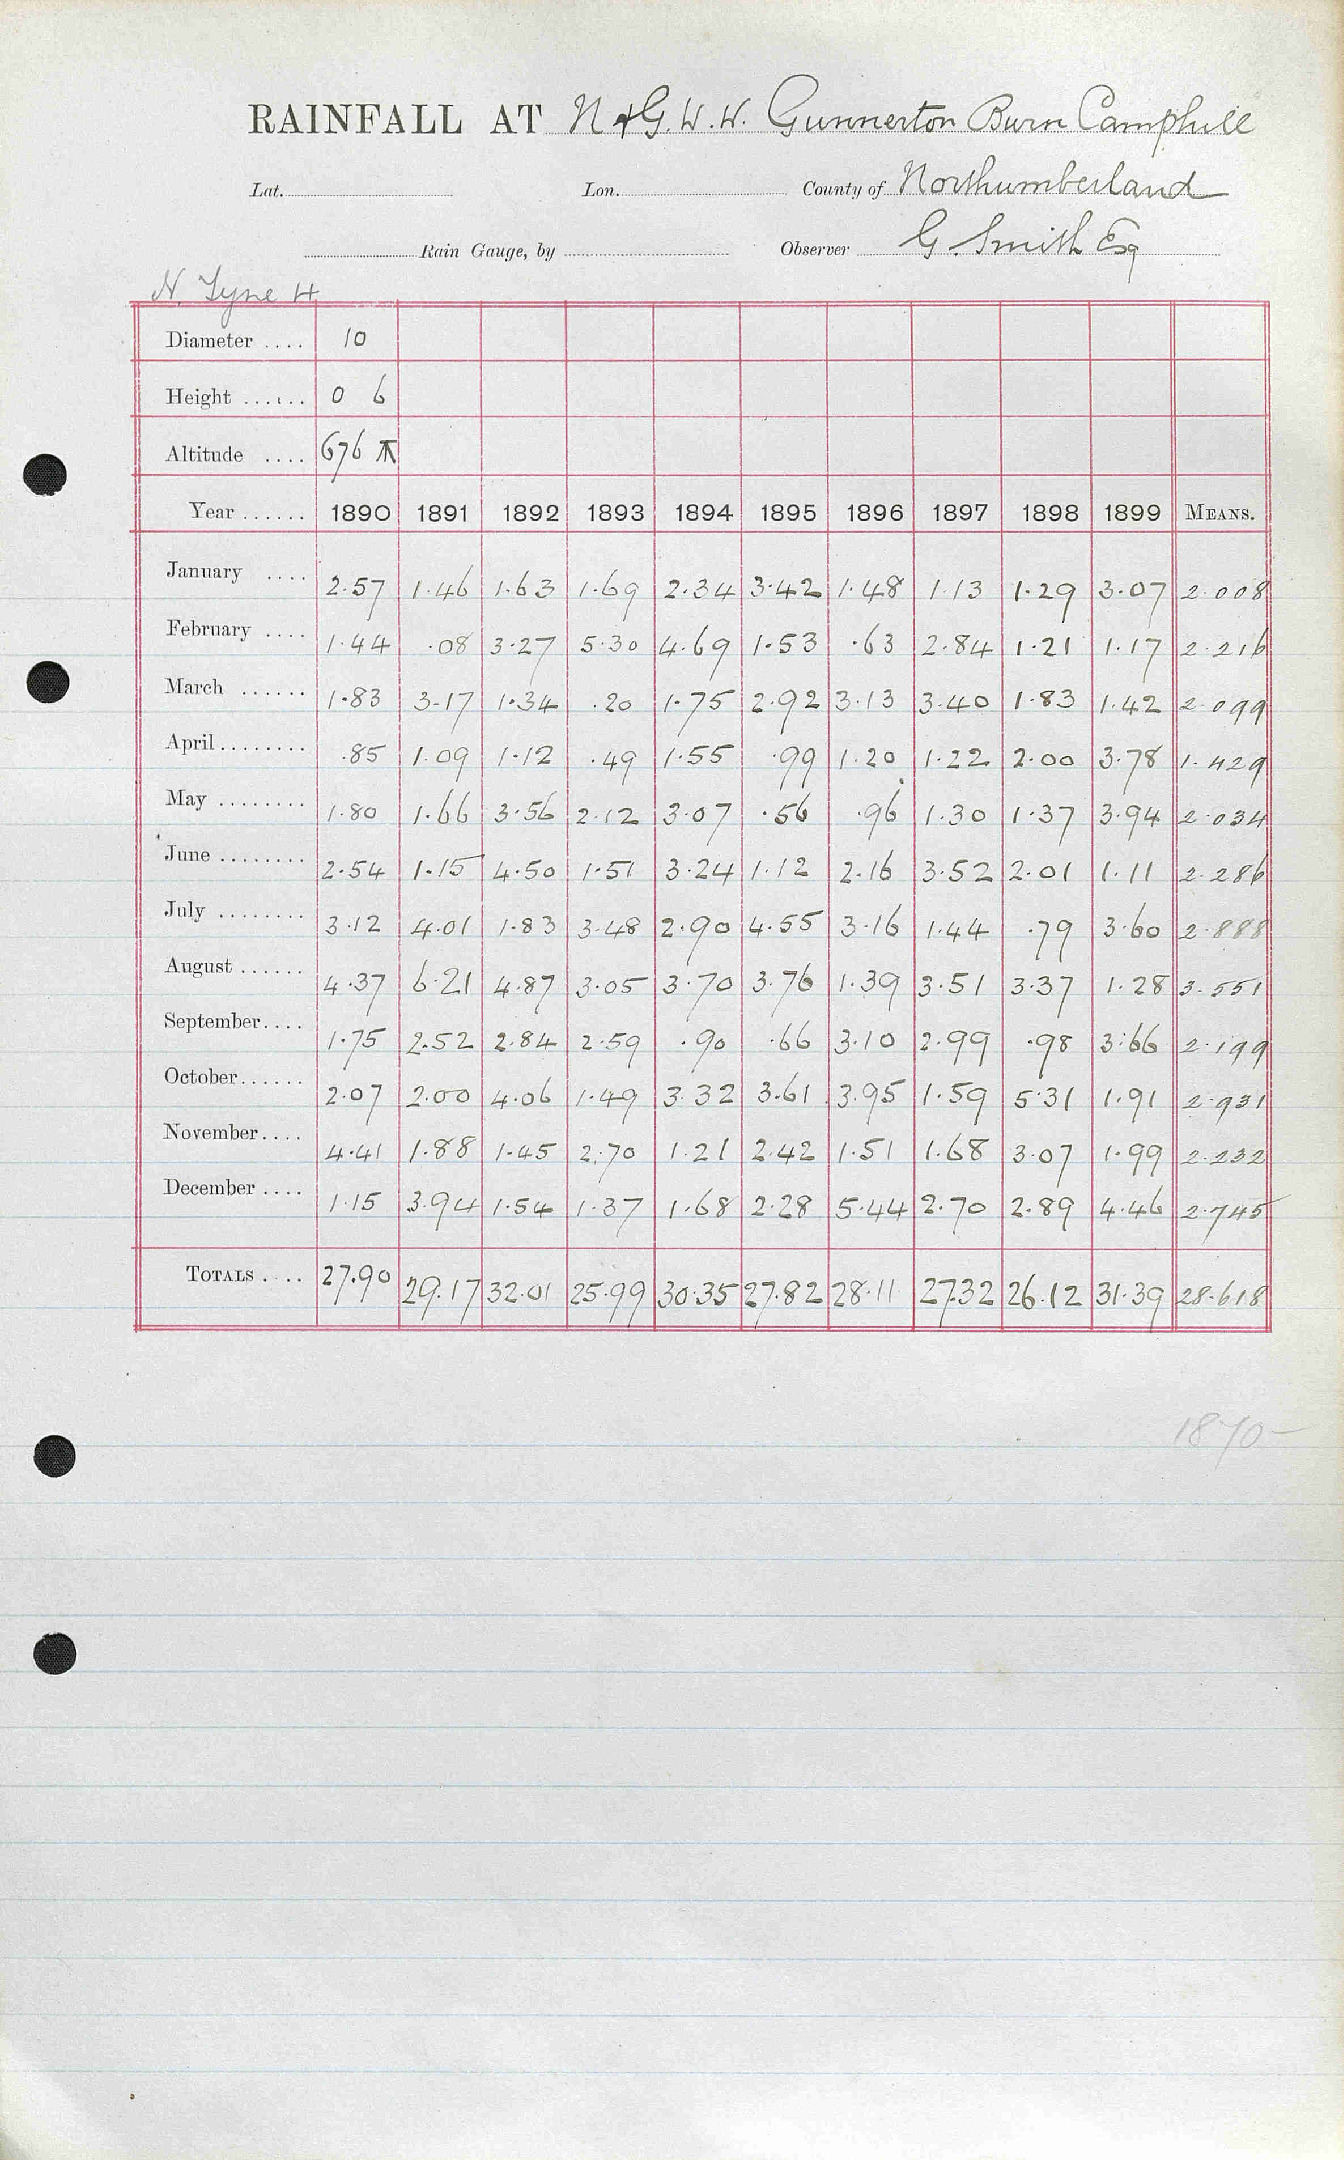 RAINFALL AT N & G. W. W. Gunnerton Burn Camphill
Lat. Lon. County of Northumberland
Rain Gauge, by Observer G. Smith Esq
N. Tyne H
Diameter .... 10
Height ...... 0 6
Altitude .... 676
Year ...... 1890 1891 1892 1893 1894 1895 1896 1897 1898 1899 MEANS.
January .... 2.57 1.46 1.63 1.69 2.34 3.42 1.48 1.13 1.29 3.07 2.008
February .... 1.44 .08 3.27 5.30 4.69 1.53 .63 2.84 1.21 1.17 2.216
March ...... 1.83 3.17 1.34 .20 1.75 2.92 3.13 3.40 1.83 1.42 2.099
April ........ .85 1.09 1.12 .49 1.55 .99 1.20 1.22 2.00 3.78 1.429
May ........ 1.80 1.66 3.56 2.12 3.07 .56 .96 1.30 1.37 3.94 2.034
June ........ 2.54 1.15 4.50 1.51 3.24 1.12 2.16 3.52 2.01 1.11 2.286
July ........ 3.12 4.01 1.83 3.48 2.90 4.55 3.16 1.44 .79 3.60 2.888
August ...... 4.37 6.21 4.87 3.05 3.70 3.76 1.39 3.51 3.37 1.28 3.551
September.... 1.75 2.52 2.84 2.59 .90 .66 3.10 2.99 .98 3.66 2.199
October...... 2.07 2.00 4.06 1.49 3.32 3.61 3.95 1.59 5.31 1.91 2.931
November.... 4.41 1.88 1.45 2.70 1.21 2.42 1.51 1.68 3.07 1.99 2.232
December .... 1.15 3.94 1.54 1.37 1.68 2.28 5.44 2.70 2.89 4.46 2.745
TOTALS .... 27.90 29.17 32.01 25.99 30.35 27.82 28.11 27.32 26.12 31.39 28.618
1870-